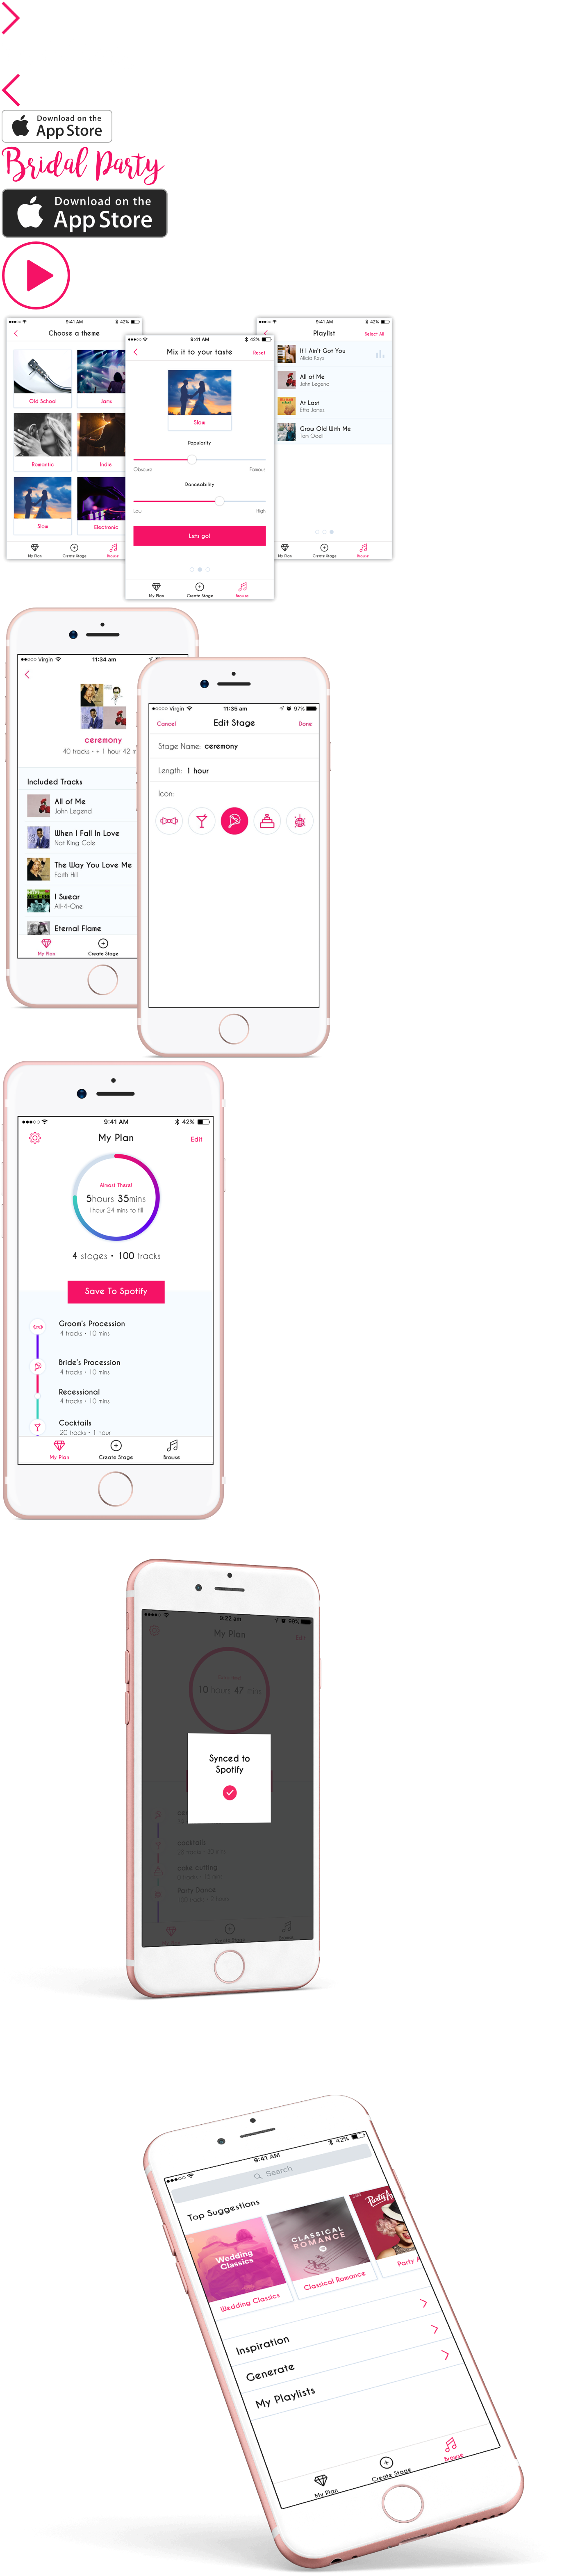 Download on the
App Store
Bridal Party
Download on the
App Store
9:41 AM
42%
Choose a theme
Old School
Jams
Romantic
Indie
Slow
Electronic
My Plan
Create Stage
Browse
9:41 AM
42%
Mix it to your taste
Reset
Slow
Popularity
Obscure
Famous
Danceability
Low
High
Lets go!
My Plan
Create Stage
Browse
9:41 AM
42%
Playlist
Select All
If I Ain't Got You
Alicia Keys
All of Me
John Legend
At Last
Etta James
Grow Old With Me
Tom Odell
My Plan
Create Stage
Browse
Virgin
11:34 am
ceremony
40 tracks • + 1 hour 42 m
Included Tracks
All of Me
John Legend
When I Fall In Love
Nat King Cole
The Way You Love Me
Faith Hill
I Swear
All-4-One
Eternal Flame
My Plan
Create Stage
Virgin
11:35 am
97%
Cancel
Edit Stage
Done
Stage Name: ceremony
Length: 1 hour
Icon:
9:41 AM
42%
My Plan
Edit
Almost There!
5hours 35mins
1hour 24 mins to fill
4 stages • 100 tracks
Save To Spotify
Groom's Procession
4 tracks • 10 mins
Bride's Procession
4 tracks • 10 mins
Recessional
4 tracks • 10 mins
Cocktails
20 tracks • 1 hour
My Plan
Create Stage
Browse
9:22 am
98%
My Plan
Edit
10 hours 47 mins
Synced to
Spotify
cocktails
cake cutting
Party Dance
My Plan
Create Stage
Browse
9:41 AM
42%
Search
Top Suggestions
Wedding
Classics
CLASSICAL
ROMANCE
Party
Wedding Classics
Classical Romance
Party
Inspiration
Generate
My Playlists
My Plan
Create Stage
Browse